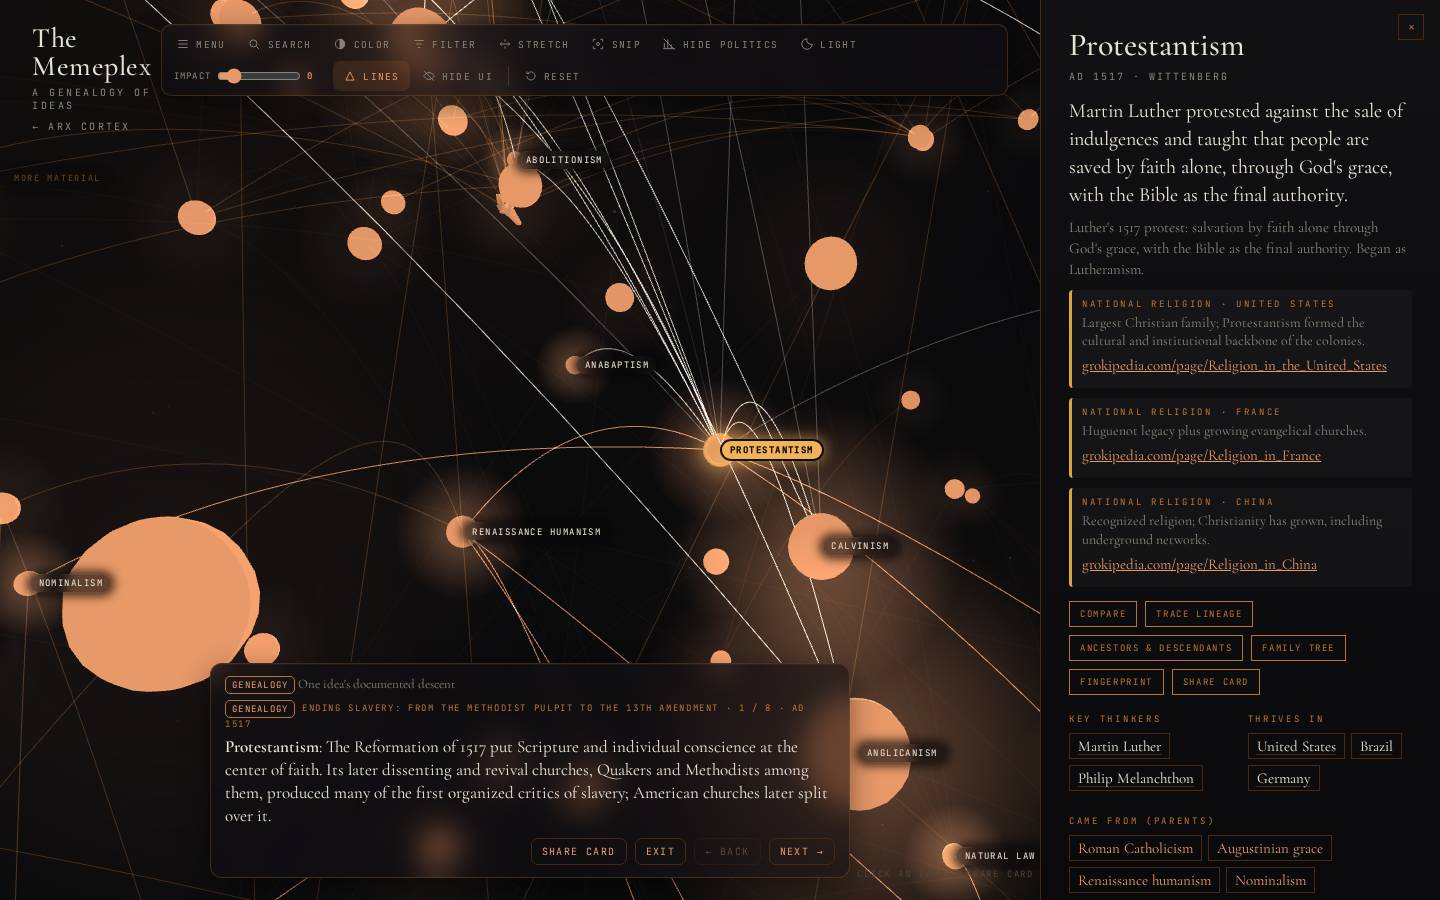 The
Memeplex
A GENEALOGY OF
IDEAS
← ARX CORTEX
MORE MATERIAL
MENU
SEARCH
COLOR
FILTER
STRETCH
SNIP
HIDE POLITICS
LIGHT
IMPACT
0
LINES
HIDE UI
RESET
ABOLITIONISM
ANABAPTISM
PROTESTANTISM
RENAISSANCE HUMANISM
CALVINISM
NOMINALISM
ANGLICANISM
NATURAL LAW
GENEALOGY One idea's documented descent
GENEALOGY ENDING SLAVERY: FROM THE METHODIST PULPIT TO THE 13TH AMENDMENT · 1 / 8 · AD
1517
Protestantism: The Reformation of 1517 put Scripture and individual conscience at the
center of faith. Its later dissenting and revival churches, Quakers and Methodists among
them, produced many of the first organized critics of slavery; American churches later split
over it.
SHARE CARD
EXIT
← BACK
NEXT →
×
Protestantism
AD 1517 · WITTENBERG
Martin Luther protested against the sale of
indulgences and taught that people are
saved by faith alone, through God's grace,
with the Bible as the final authority.
Luther's 1517 protest: salvation by faith alone through
God's grace, with the Bible as the final authority. Began as
Lutheranism.
NATIONAL RELIGION · UNITED STATES
Largest Christian family; Protestantism formed the
cultural and institutional backbone of the colonies.
grokipedia.com/page/Religion_in_the_United_States
NATIONAL RELIGION · FRANCE
Huguenot legacy plus growing evangelical churches.
grokipedia.com/page/Religion_in_France
NATIONAL RELIGION · CHINA
Recognized religion; Christianity has grown, including
underground networks.
grokipedia.com/page/Religion_in_China
COMPARE
TRACE LINEAGE
ANCESTORS & DESCENDANTS
FAMILY TREE
FINGERPRINT
SHARE CARD
KEY THINKERS
Martin Luther
Philip Melanchthon
THRIVES IN
United States
Brazil
Germany
CAME FROM (PARENTS)
Roman Catholicism
Augustinian grace
Renaissance humanism
Nominalism